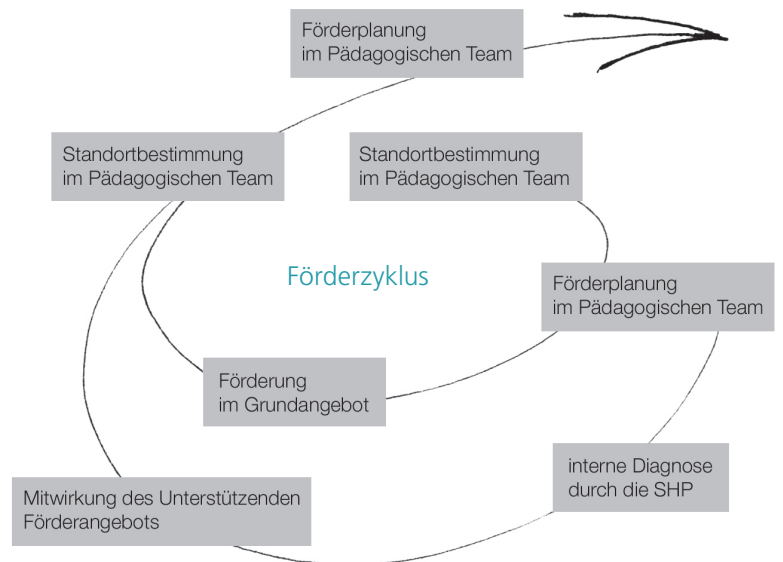 Förderplanung
im Pädagogischen Team
Standortbestimmung
im Pädagogischen Team
Standortbestimmung
im Pädagogischen Team
Förderzyklus
Förderplanung
im Pädagogischen Team
Förderung
im Grundangebot
interne Diagnose
durch die SHP
Mitwirkung des Unterstützenden
Förderangebots